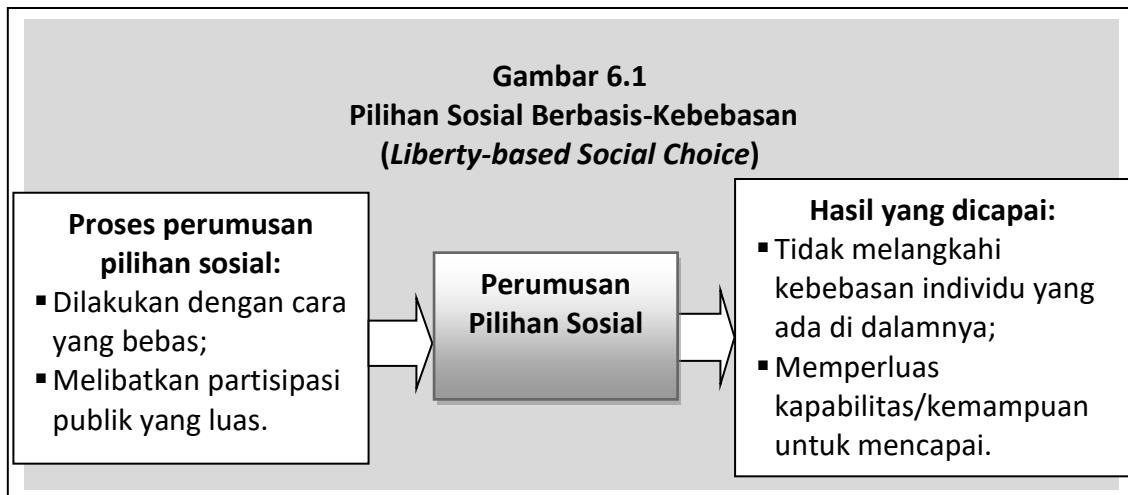 Gambar 6.1
Pilihan Sosial Berbasis-Kebebasan
(Liberty-based Social Choice)
Proses perumusan
pilihan sosial:
▪ Dilakukan dengan cara
yang bebas;
▪ Melibatkan partisipasi
publik yang luas.
Perumusan
Pilihan Sosial
Hasil yang dicapai:
▪ Tidak melangkahi
kebebasan individu yang
ada di dalamnya;
▪ Memperluas
kapabilitas/kemampuan
untuk mencapai.